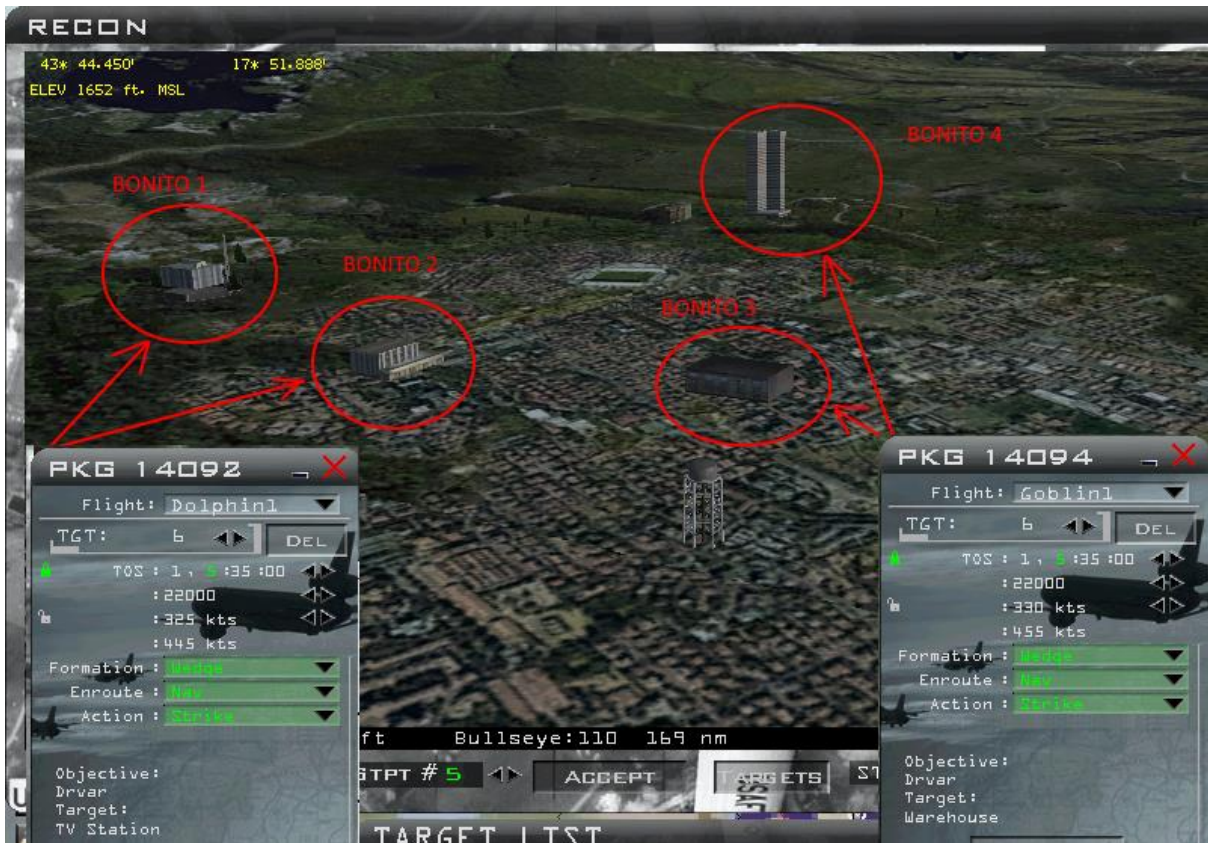 RECON
43* 44.450' 17* 51.888'
ELEV 1652 ft. MSL
BONITO 4
BONITO 1
BONITO 2
BONITO 3
PKG 14092
Flight: Dolphin1
TGT: 6 DEL
TOS : 1, 5:35:00
:22000
:325 kts
:445 kts
Formation : Wedge
Enroute : Nav
Action : Strike
Objective:
Drvar
Target:
TV Station
PKG 14094
Flight: Goblin1
TGT: 6 DEL
TOS : 1, 5:35:00
:22000
:330 kts
:455 kts
Formation : Wedge
Enroute : Nav
Action : Strike
Objective:
Drvar
Target:
Warehouse
ft Bullseye:110 169 nm
STPT # 5 ACCEPT TARGETS ST
TARGET LIST